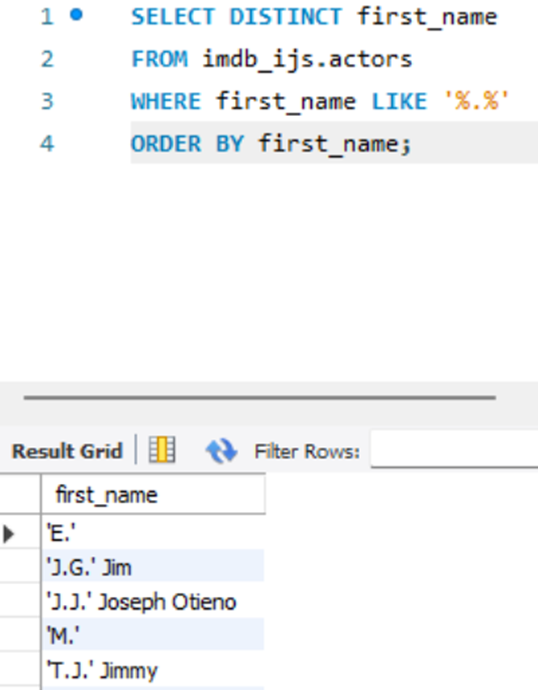 1 SELECT DISTINCT first_name
2 FROM imdb_ijs.actors
3 WHERE first_name LIKE '%.%'
4 ORDER BY first_name;
Result Grid Filter Rows:
first_name
'E.'
'J.G.' Jim
'J.J.' Joseph Otieno
'M.'
'T.J.' Jimmy